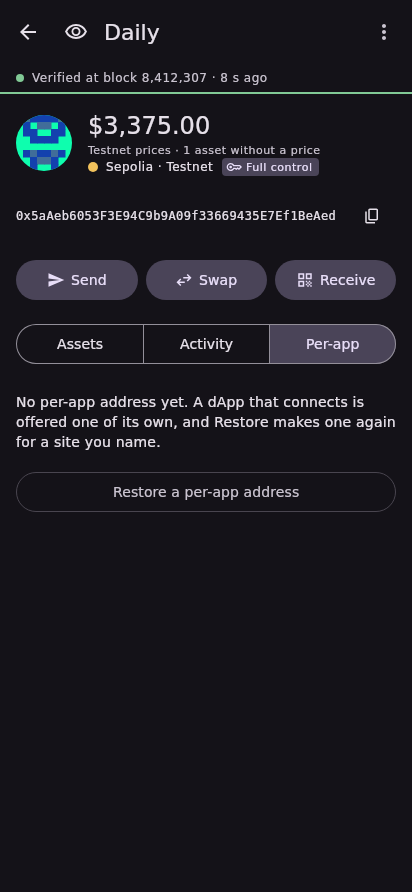 Daily
Verified at block 8,412,307 · 8 s ago
$3,375.00
Testnet prices · 1 asset without a price
Sepolia · Testnet
Full control
0x5aAeb6053F3E94C9b9A09f33669435E7Ef1BeAed
Send
Swap
Receive
Assets
Activity
Per-app
No per-app address yet. A dApp that connects is
offered one of its own, and Restore makes one again
for a site you name.
Restore a per-app address